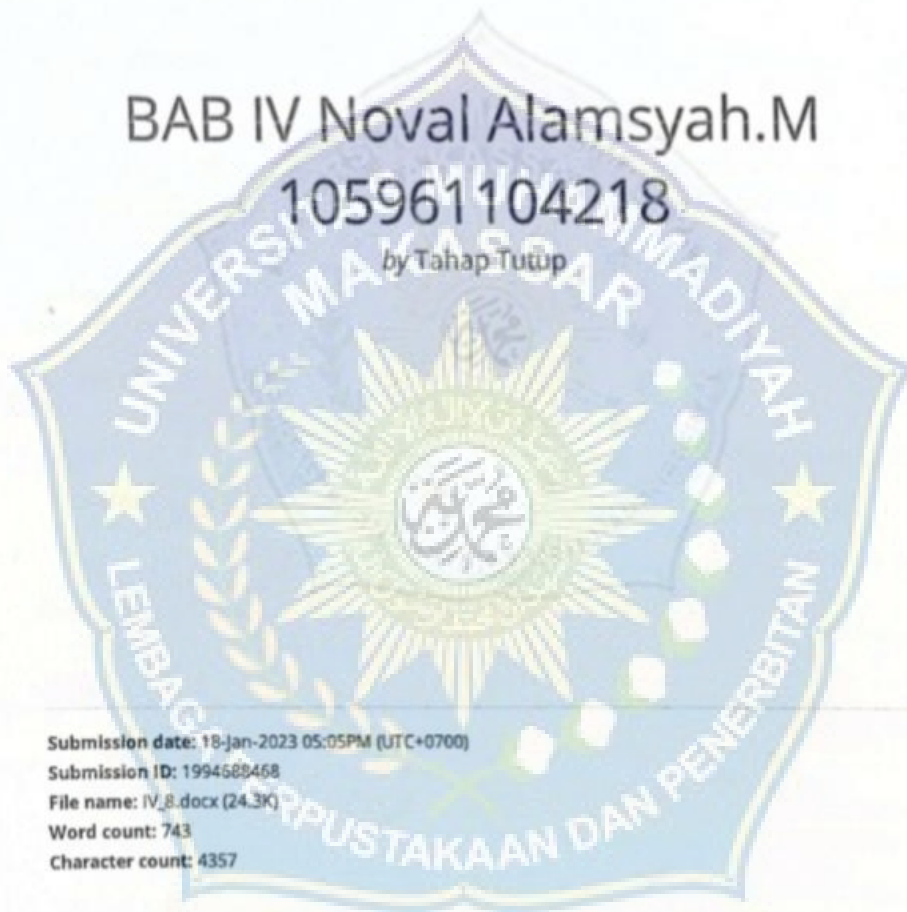 BAB IV Noval Alamsyah.M
105961104218
by Tahap Tutup
UNIVERSITAS MUHAMMADIYAH
MAKASSAR
LEMBAGA PERPUSTAKAAN DAN PENERBITAN
Submission date: 18-Jan-2023 05:05PM (UTC+0700)
Submission ID: 1994688468
File name: IV_8.docx (24.3K)
Word count: 743
Character count: 4357